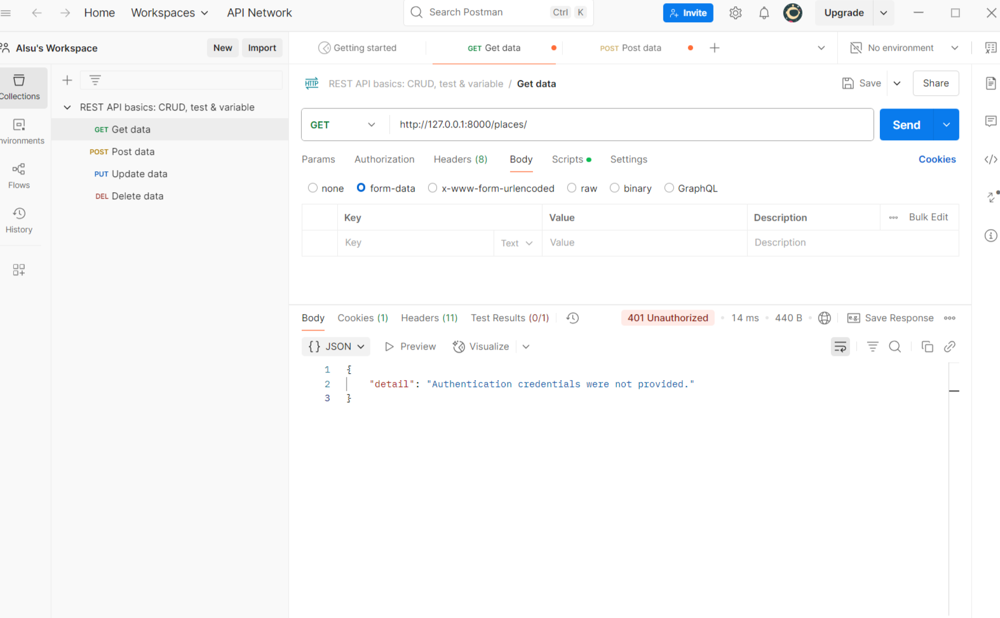 Home Workspaces API Network Search Postman Ctrl K Invite Upgrade
Alsu's Workspace New Import
Getting started GET Get data POST Post data No environment
Collections
nvironments
Flows
History
REST API basics: CRUD, test & variable
GET Get data
POST Post data
PUT Update data
DEL Delete data
HTTP REST API basics: CRUD, test & variable / Get data Save Share
GET http://127.0.0.1:8000/places/ Send
Params Authorization Headers (8) Body Scripts Settings Cookies
none form-data x-www-form-urlencoded raw binary GraphQL
Key Value Description Bulk Edit
Key Text Value Description
Body Cookies (1) Headers (11) Test Results (0/1) 401 Unauthorized 14 ms 440 B e.g. Save Response
{} JSON Preview Visualize
1 {
2 "detail": "Authentication credentials were not provided."
3 }